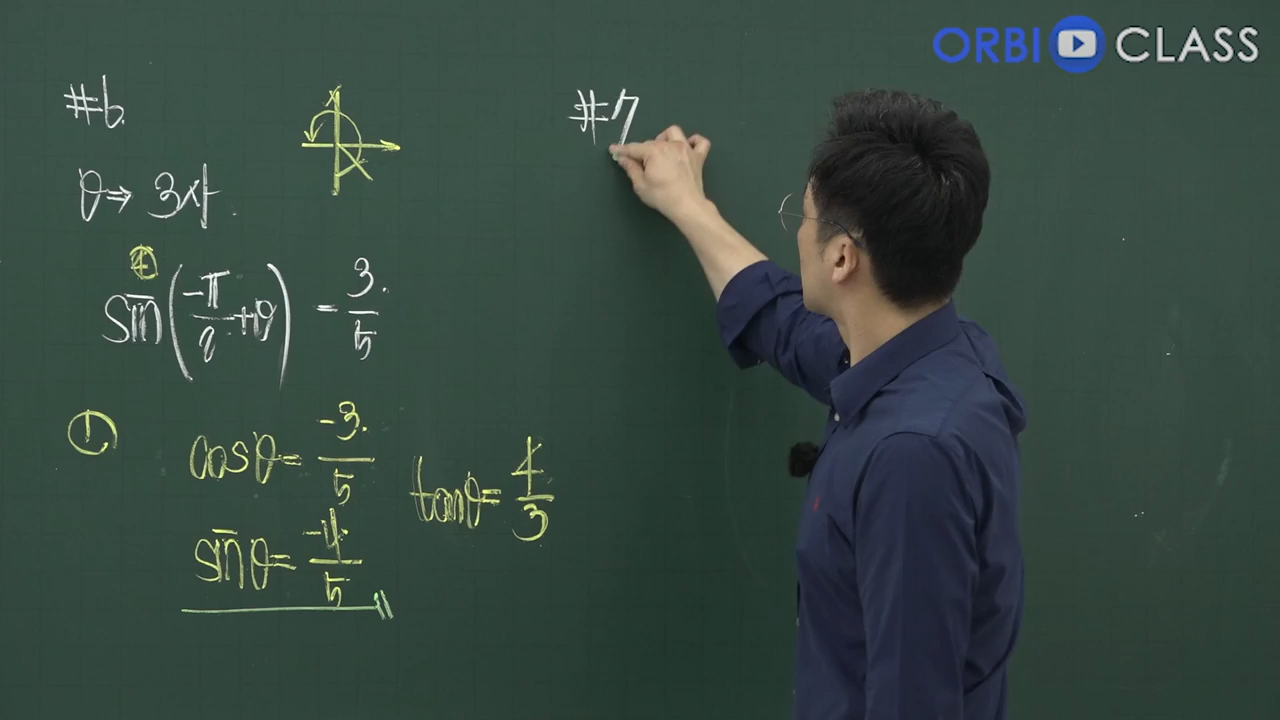 ORBI CLASS
#6.
θ → 3사.
④
sin(-π/2+θ) = 3/5
①
cosθ = -3/5
tanθ = 4/3
sinθ = -4/5
#7